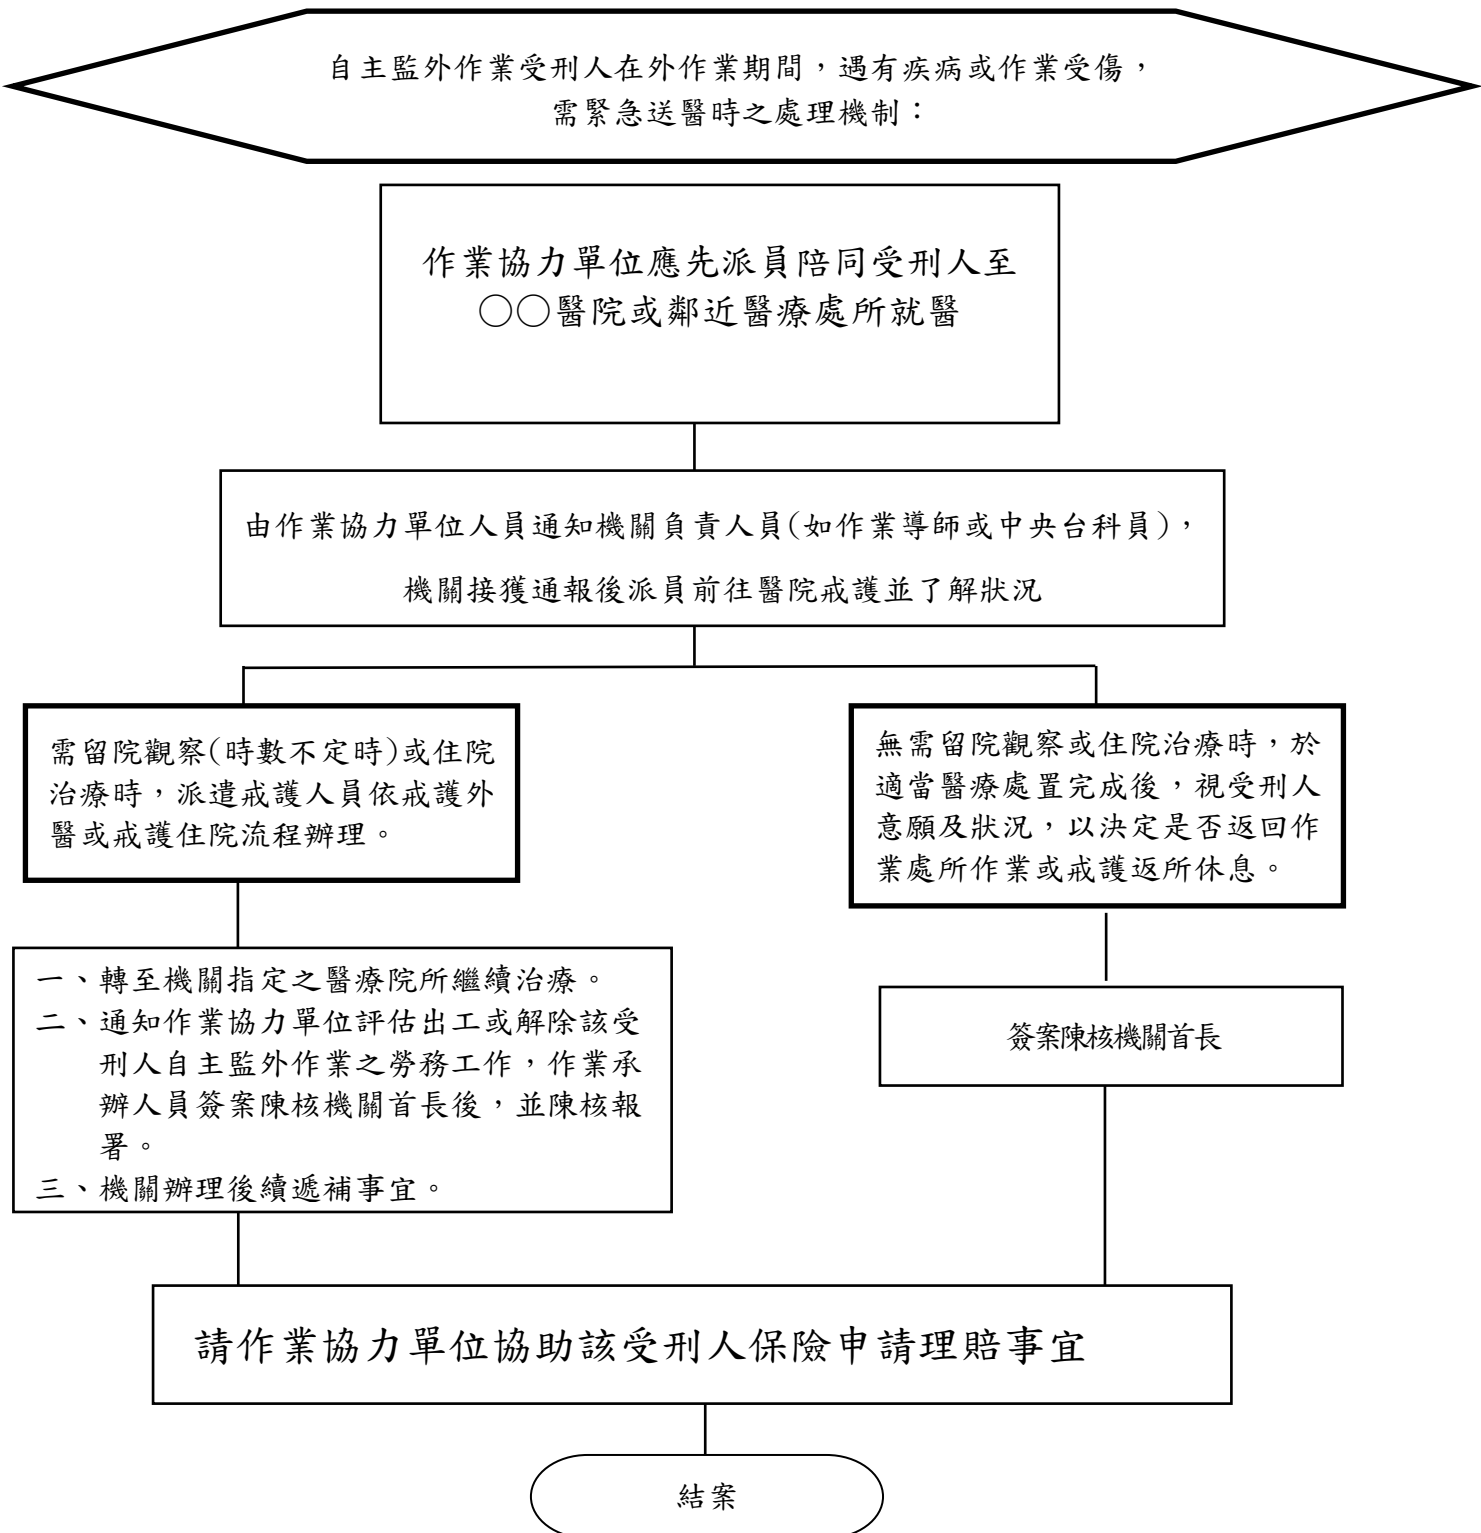 自主監外作業受刑人在外作業期間，遇有疾病或作業受傷，
需緊急送醫時之處理機制：
作業協力單位應先派員陪同受刑人至
○○醫院或鄰近醫療處所就醫
由作業協力單位人員通知機關負責人員(如作業導師或中央台科員)，
機關接獲通報後派員前往醫院戒護並了解狀況
需留院觀察(時數不定時)或住院
治療時，派遣戒護人員依戒護外
醫或戒護住院流程辦理。
無需留院觀察或住院治療時，於
適當醫療處置完成後，視受刑人
意願及狀況，以決定是否返回作
業處所作業或戒護返所休息。
一、轉至機關指定之醫療院所繼續治療。
二、通知作業協力單位評估出工或解除該受
刑人自主監外作業之勞務工作，作業承
辦人員簽案陳核機關首長後，並陳核報
署。
三、機關辦理後續遞補事宜。
簽案陳核機關首長
請作業協力單位協助該受刑人保險申請理賠事宜
結案